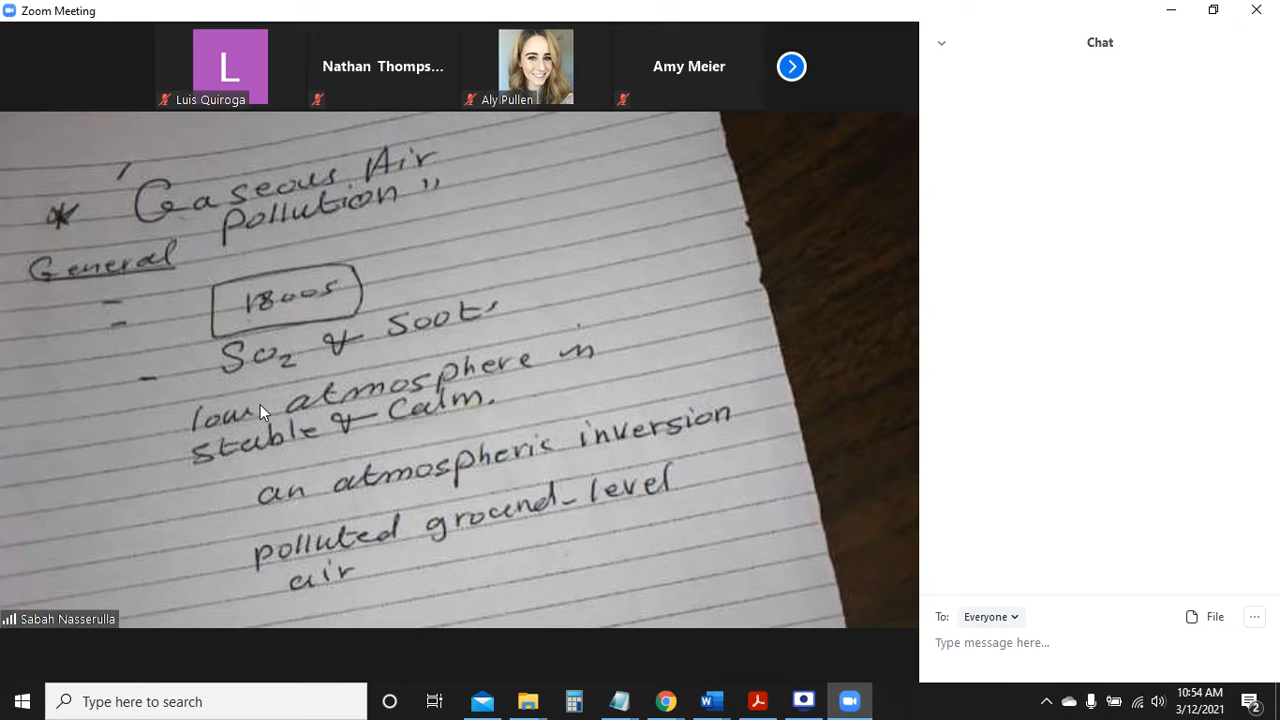 Zoom Meeting
Chat
L
Luis Quiroga
Nathan Thomps...
Aly Pullen
Amy Meier
* "Gaseous Air
Pollution"
General
- 1800s
-
- SO2 & Soot.
low atmosphere is
stable & Calm.
an atmospheric inversion
polluted ground-level
air
Sabah Nasserulla
To: Everyone File ...
Type message here...
Type here to search
10:54 AM
3/12/2021
2